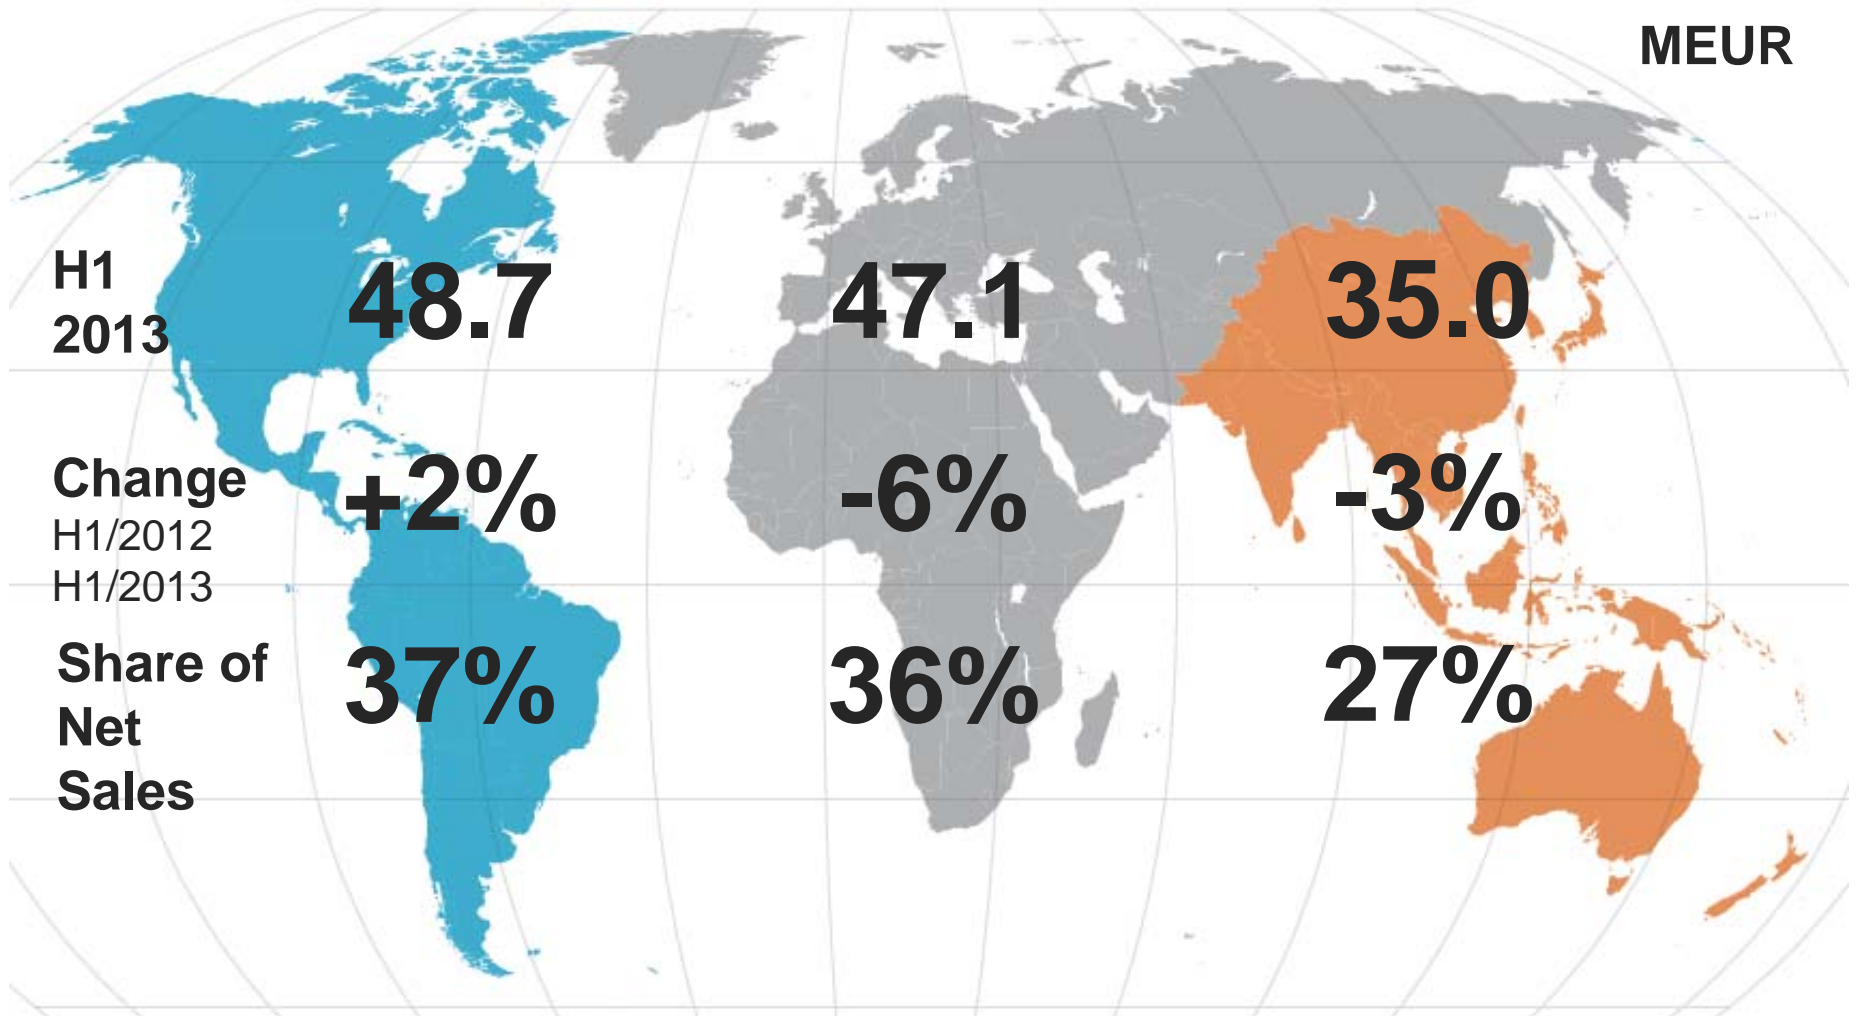 MEUR
H1
2013
48.7
47.1
35.0
Change
H1/2012
H1/2013
+2%
-6%
-3%
Share of
Net
Sales
37%
36%
27%